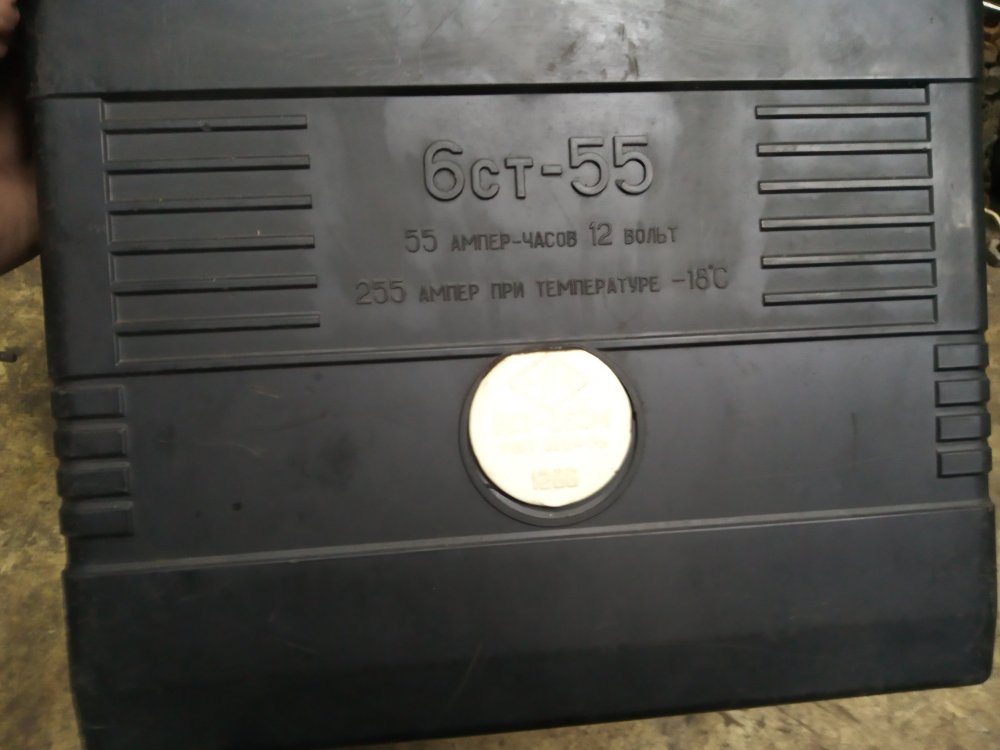 6ст-55
55 АМПЕР-ЧАСОВ 12 ВОЛЬТ
255 АМПЕР ПРИ ТЕМПЕРАТУРЕ -18°С